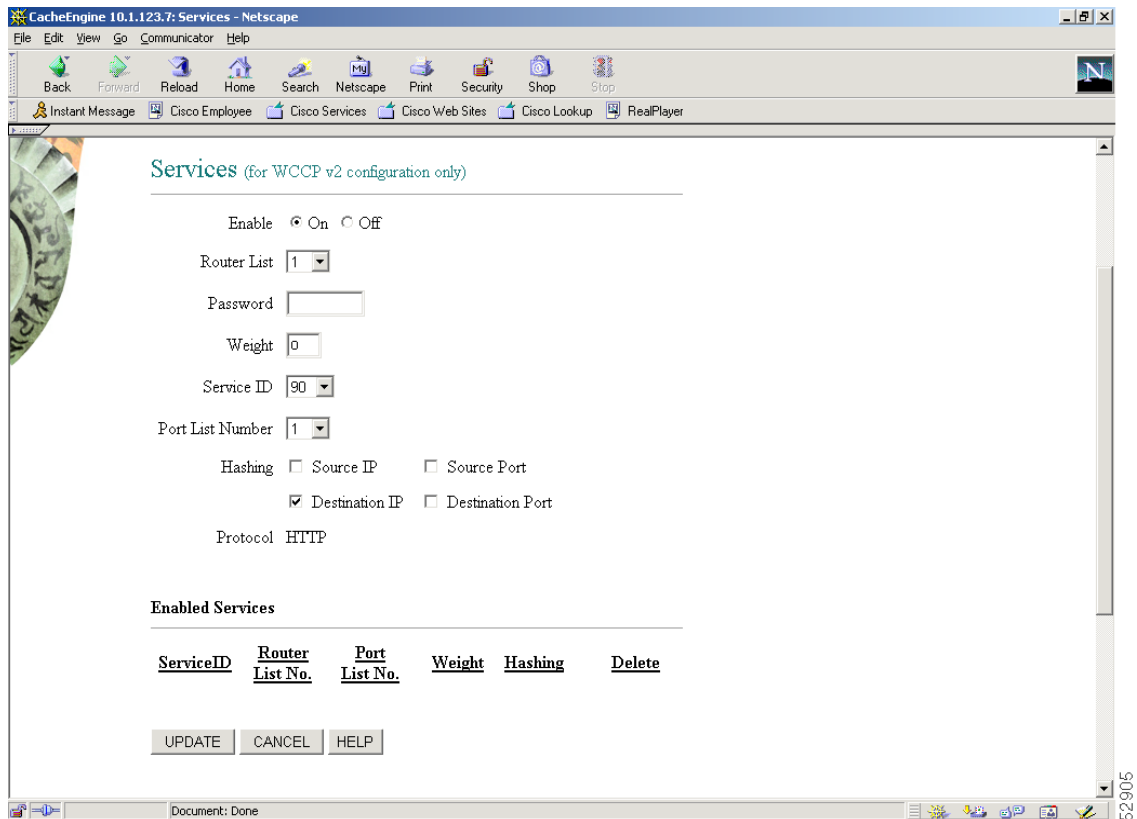 CacheEngine 10.1.123.7: Services - Netscape
File Edit View Go Communicator Help
My
N
Back Forward Reload Home Search Netscape Print Security Shop Stop
Instant Message Cisco Employee Cisco Services Cisco Web Sites Cisco Lookup RealPlayer
Services (for WCCP v2 configuration only)
Enable On Off
Router List 1
Password
Weight 0
Service ID 90
Port List Number 1
Hashing Source IP Source Port
Destination IP Destination Port
Protocol HTTP
Enabled Services
ServiceID Router List No. Port List No. Weight Hashing Delete
UPDATE CANCEL HELP
Document: Done
52905